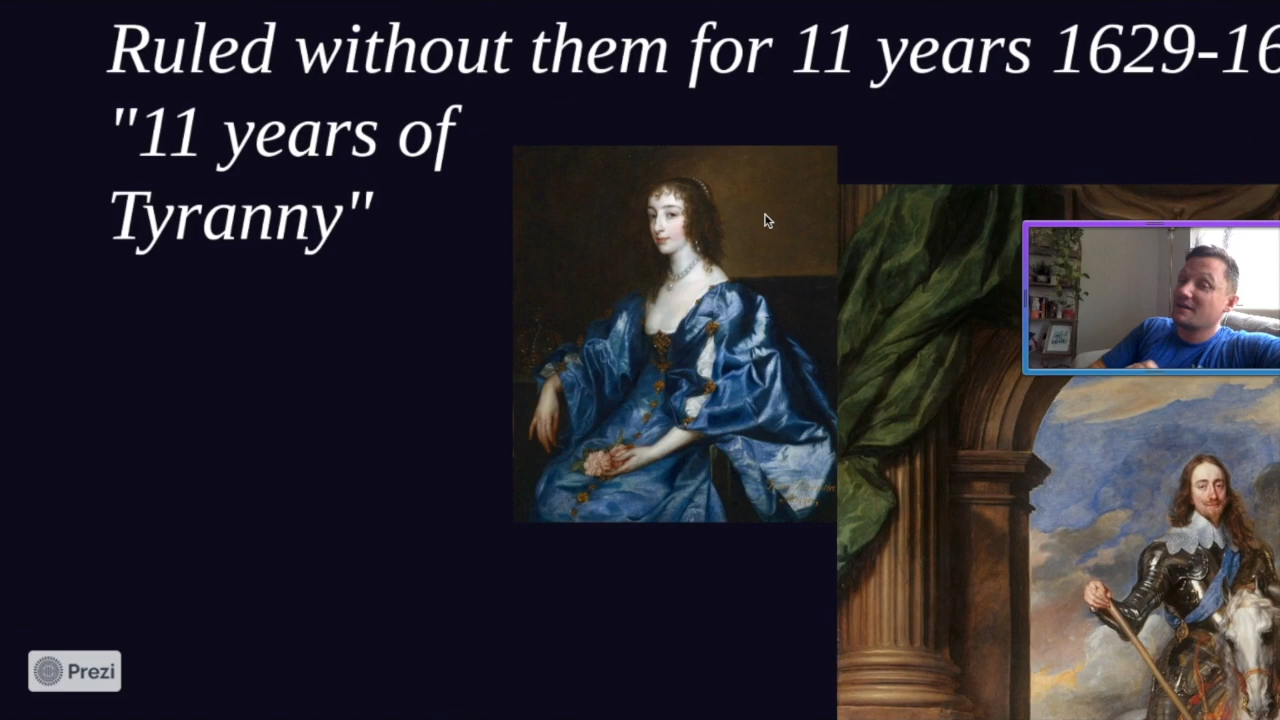 Ruled without them for 11 years 1629-16
"11 years of
Tyranny"
Prezi